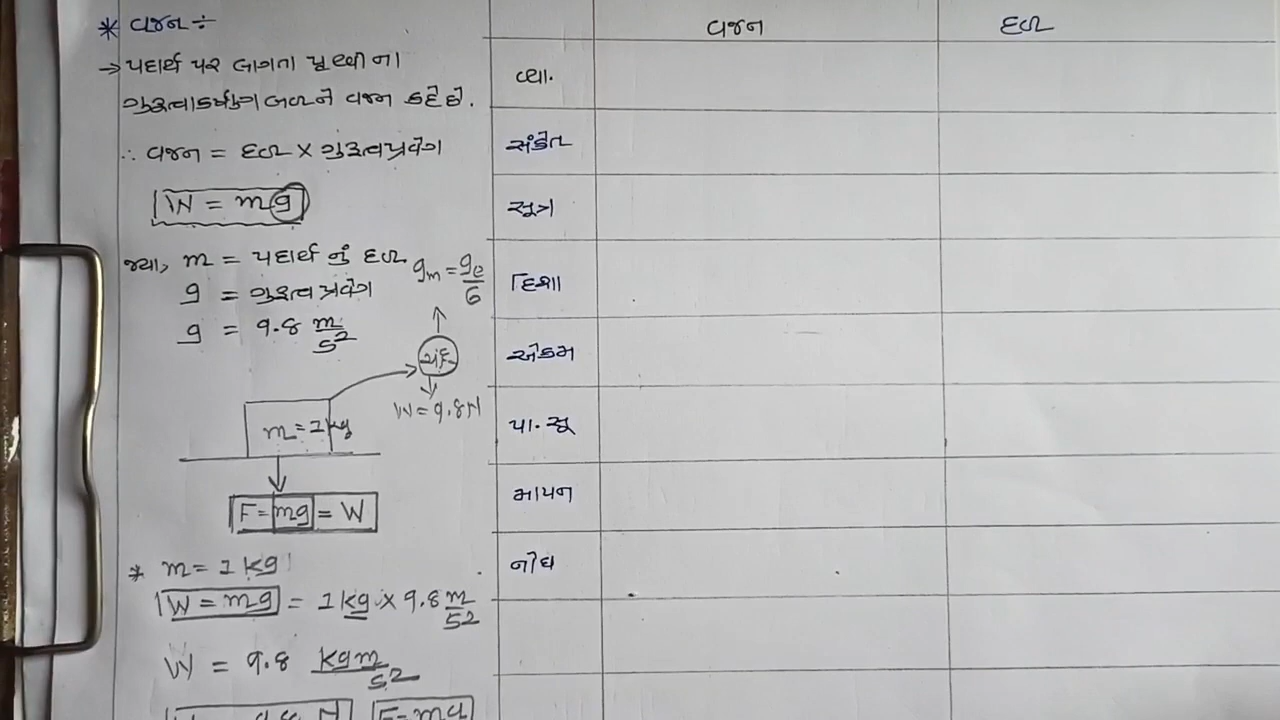 * વજન ÷
→ પદાર્થ પર લાગતા પૃથ્વી ના
ગુરુત્વાકર્ષણ બળને વજન કહે છે.
∴ વજન = દળ × ગુરુત્વપ્રવેગ
W = mg
જ્યા, m = પદાર્થ નું દળ
g = ગુરુત્વ પ્રવેગ
g = 9.8 m/s²
gm = ge/6
ચંદ્ર
W = 9.8 N
m = 1 kg
F = mg = W
* m = 1 kg
W = mg = 1 kg × 9.8 m/s²
W = 9.8 kgm/s²
F = ma
વજન દળ
વ્યા.
સંકેત
સૂત્ર
દિશા
એકમ
પા. સૂ
માપન
નોંધ